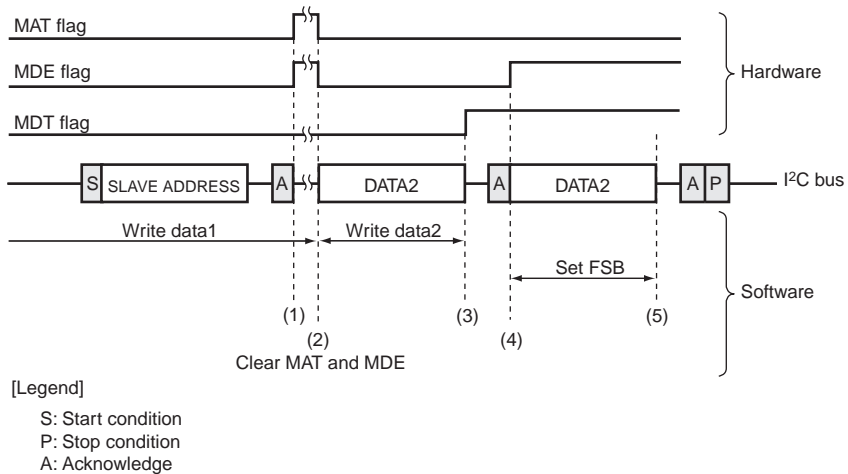 MAT flag
MDE flag
Hardware
MDT flag
S SLAVE ADDRESS A DATA2 A DATA2 A P I²C bus
Write data1 Write data2
Set FSB
Software
(1) (3) (5)
(2) (4)
Clear MAT and MDE
[Legend]
S: Start condition
P: Stop condition
A: Acknowledge